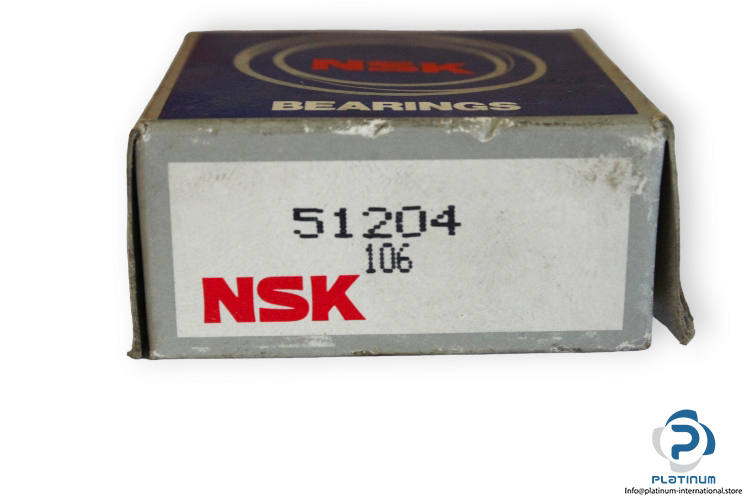 NSK
BEARINGS
51204
106
NSK
PLATINUM
Info@platinum-international.store